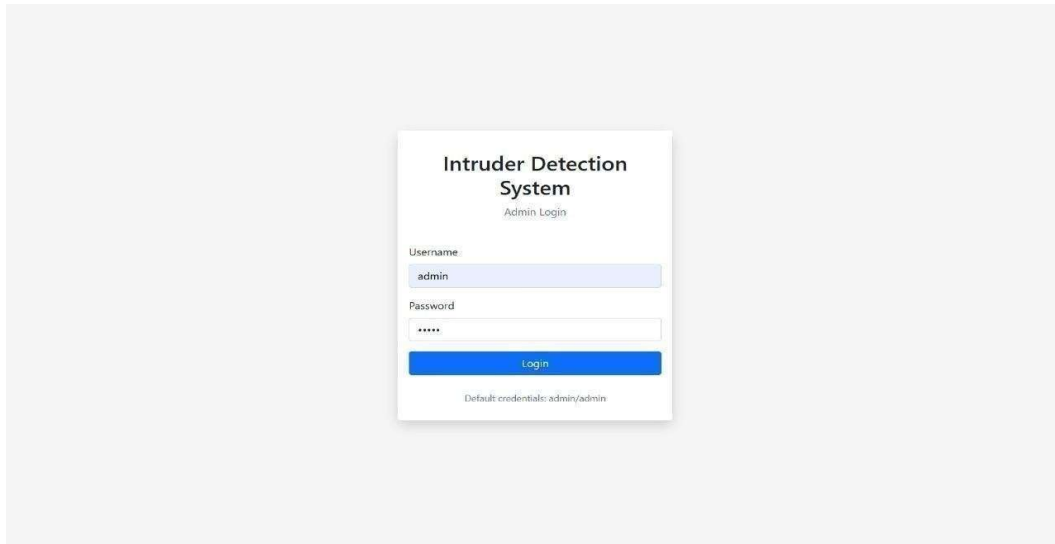 Intruder Detection
System
Admin Login
Username
admin
Password
•••••
Login
Default credentials: admin/admin